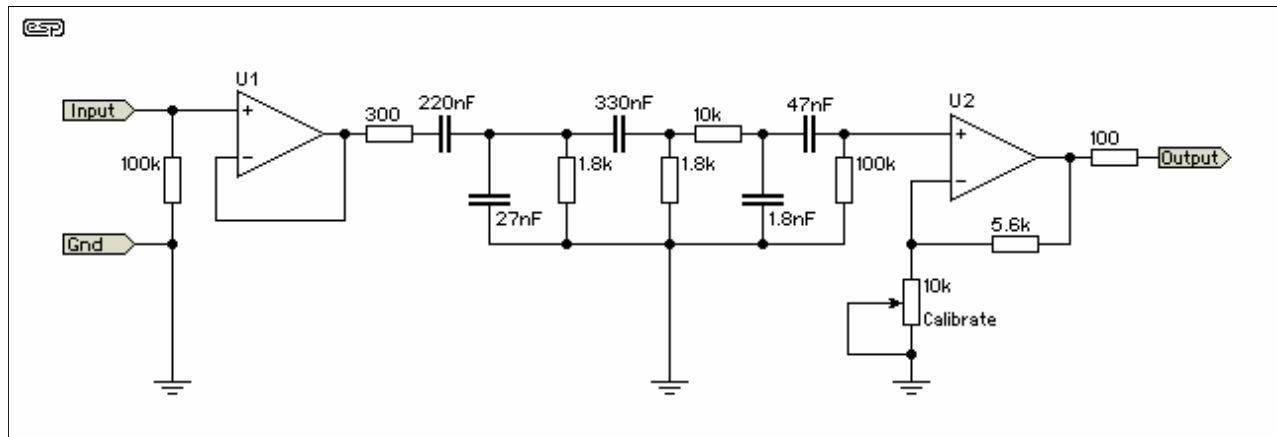 esp
U1
Input
300
220nF
330nF
10k
47nF
U2
100
Output
100k
1.8k
1.8k
100k
27nF
1.8nF
5.6k
Gnd
10k
Calibrate
+
-
+
-